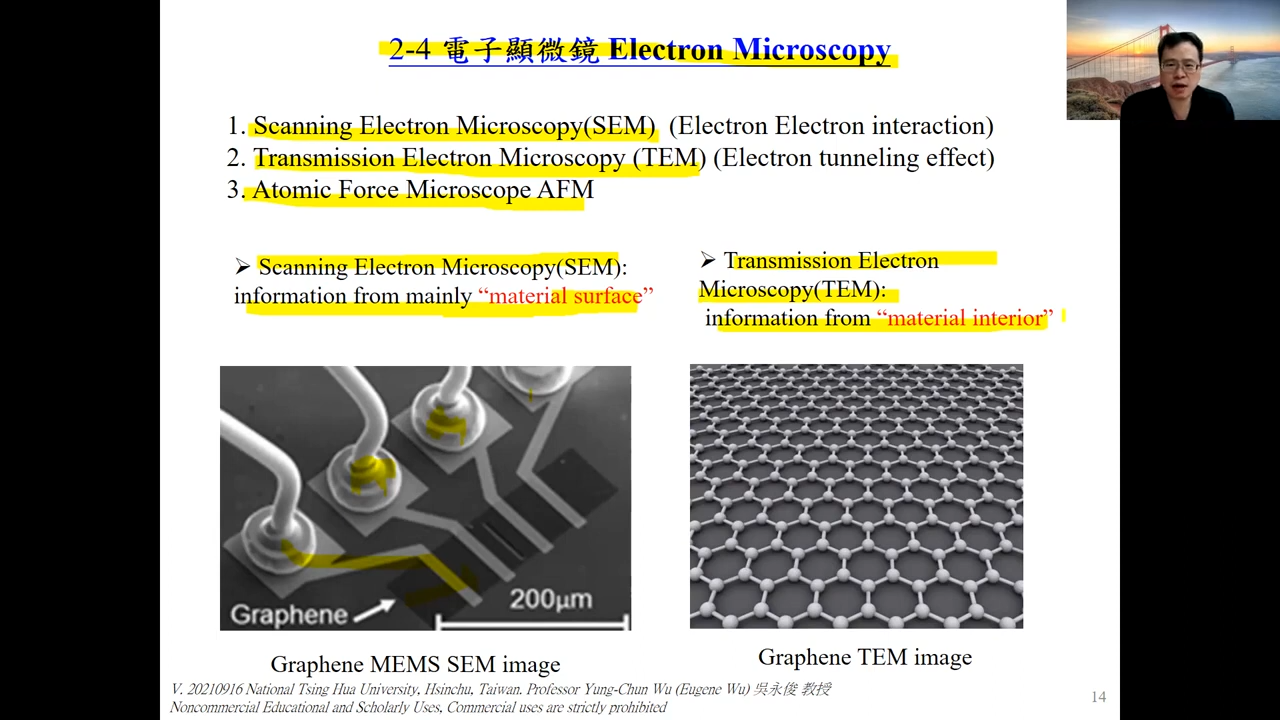 2-4 電子顯微鏡 Electron Microscopy
1. Scanning Electron Microscopy(SEM) (Electron Electron interaction)
2. Transmission Electron Microscopy (TEM) (Electron tunneling effect)
3. Atomic Force Microscope AFM
➢ Scanning Electron Microscopy(SEM):
information from mainly “material surface”
➢ Transmission Electron
Microscopy(TEM):
information from “material interior”
Graphene
200μm
Graphene MEMS SEM image
Graphene TEM image
V. 20210916 National Tsing Hua University, Hsinchu, Taiwan. Professor Yung-Chun Wu (Eugene Wu) 吳永俊 教授
Noncommercial Educational and Scholarly Uses, Commercial uses are strictly prohibited
14